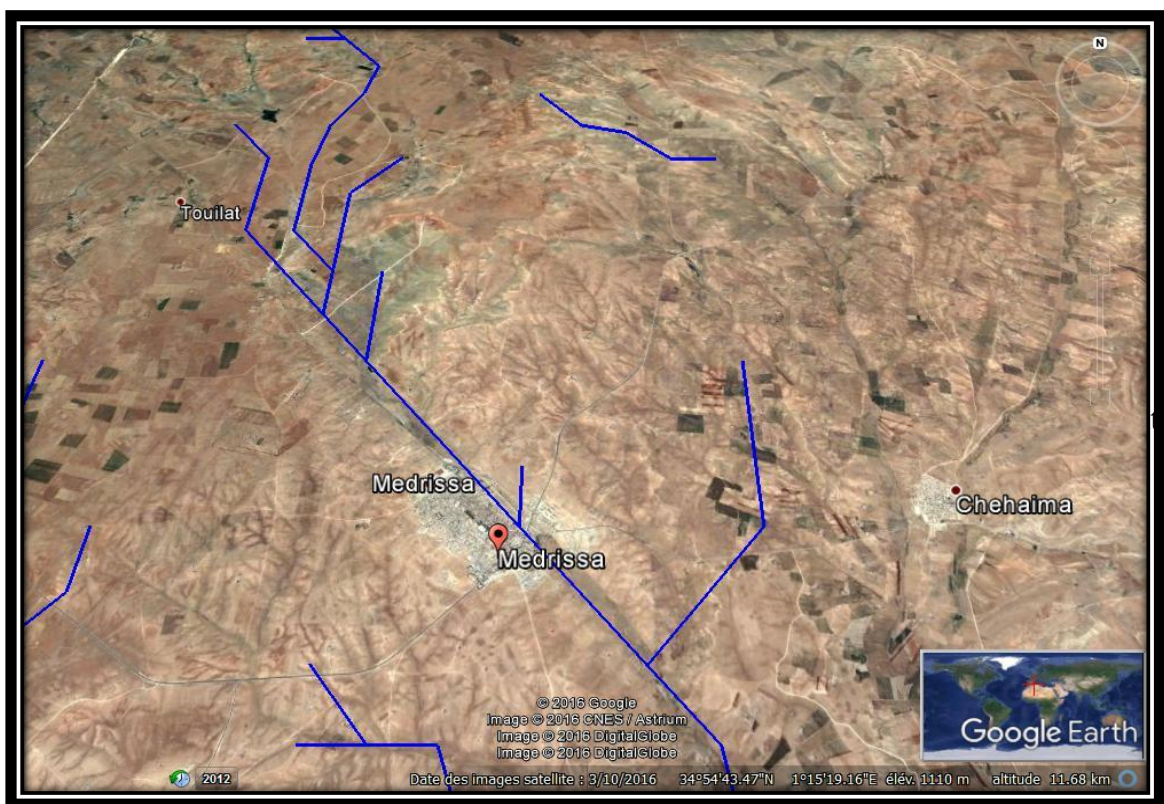 N
Touilat
Medrissa
Chehaima
Medrissa
© 2016 Google
Image © 2016 CNES / Astrium
Image © 2016 DigitalGlobe
Image © 2016 DigitalGlobe
Google Earth
2012
Date des images satellite : 3/10/2016 34°54'43.47"N 1°15'19.16"E élév. 1110 m altitude 11.68 km